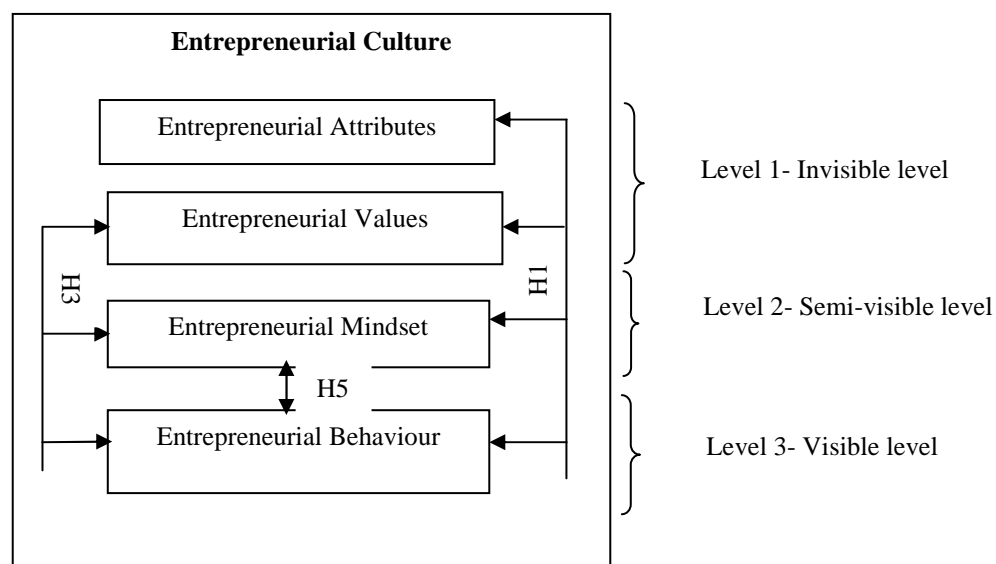 Entrepreneurial Culture
Entrepreneurial Attributes
Level 1- Invisible level
Entrepreneurial Values
H3
H1
Entrepreneurial Mindset
Level 2- Semi-visible level
H5
Entrepreneurial Behaviour
Level 3- Visible level